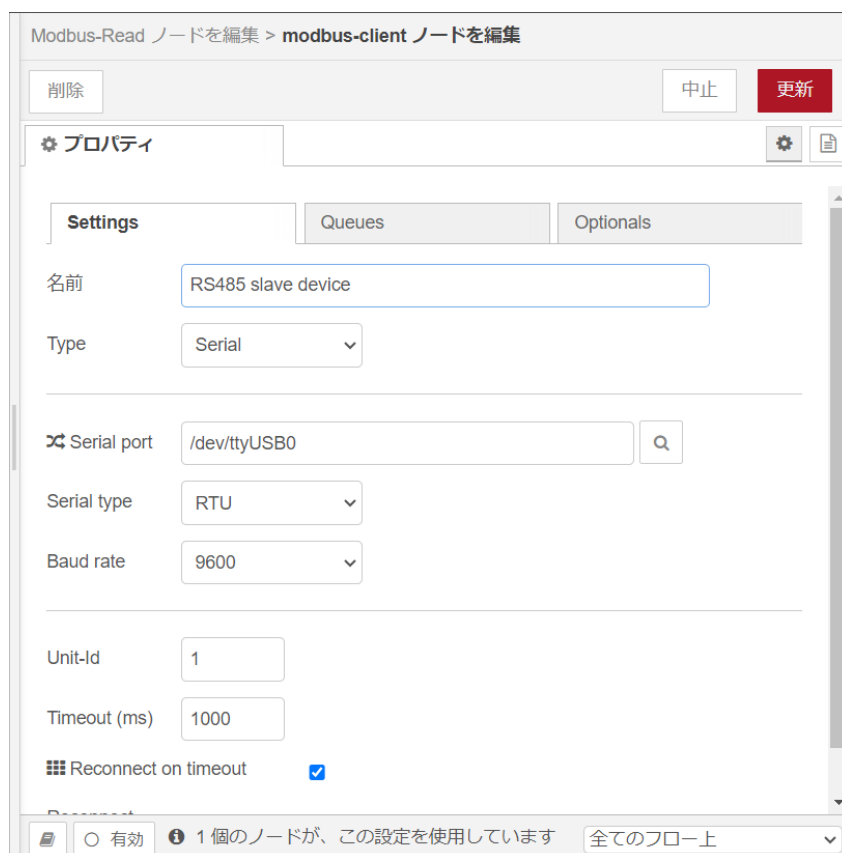 Modbus-Read ノードを編集 > modbus-client ノードを編集
削除 中止 更新
プロパティ
Settings Queues Optionals
名前 RS485 slave device
Type Serial
Serial port /dev/ttyUSB0
Serial type RTU
Baud rate 9600
Unit-Id 1
Timeout (ms) 1000
Reconnect on timeout
有効 1 個のノードが、この設定を使用しています 全てのフロー上